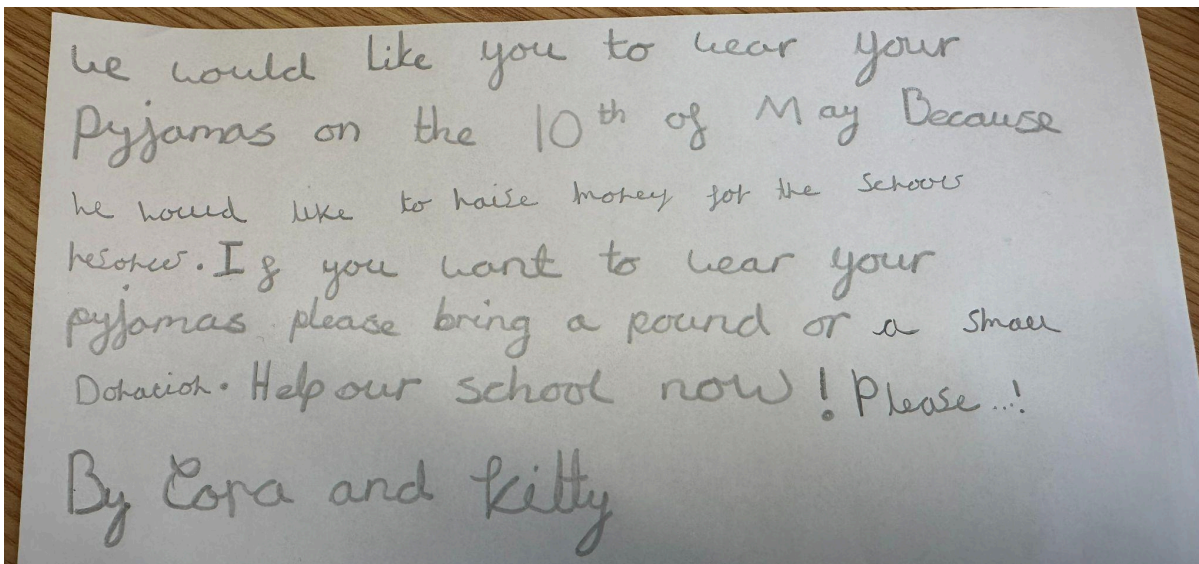 we would like you to wear your
Pyjamas on the 10th of May Because
we would like to raise money for the schools
resorces. If you want to wear your
pyjamas please bring a pound or a small
Donation. Help our school now! Please...!
By Cora and Kitty